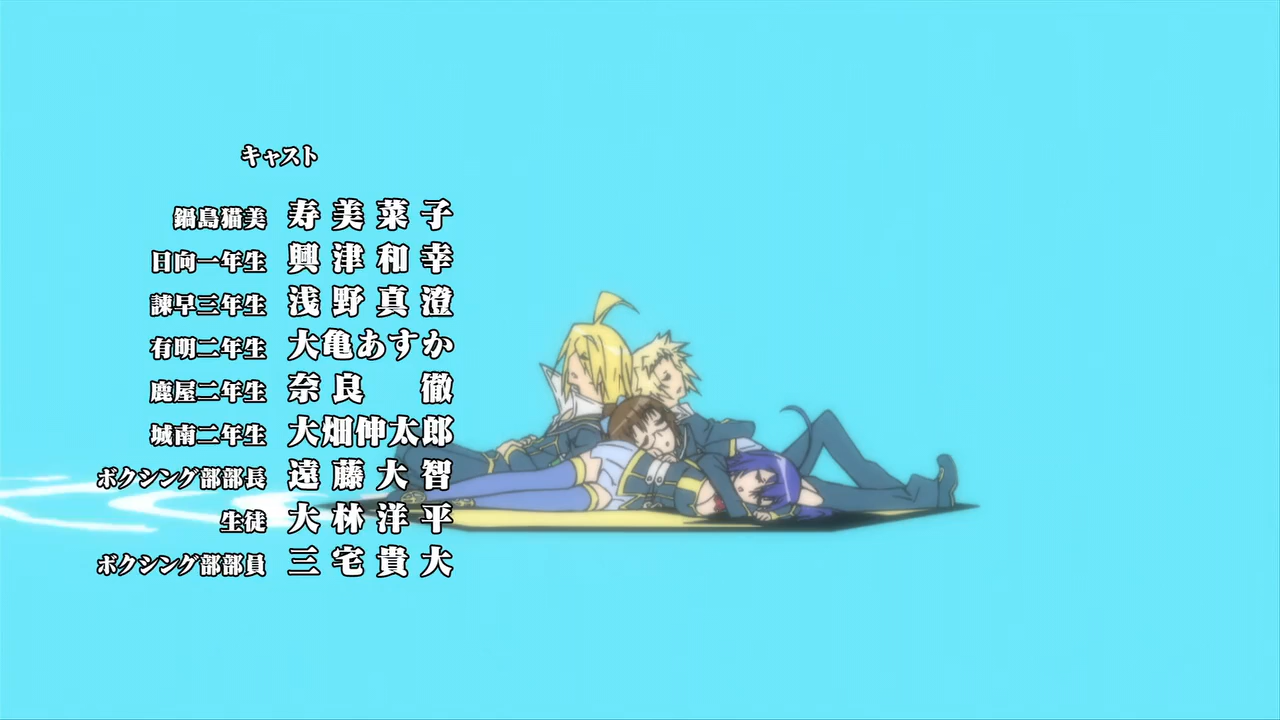 キャスト
鍋島猫美 寿美菜子
日向一年生 興津和幸
諫早三年生 浅野真澄
有明二年生 大亀あすか
鹿屋二年生 奈良 徹
城南二年生 大畑伸太郎
ボクシング部部長 遠藤大智
生徒 大林洋平
ボクシング部部員 三宅貴大